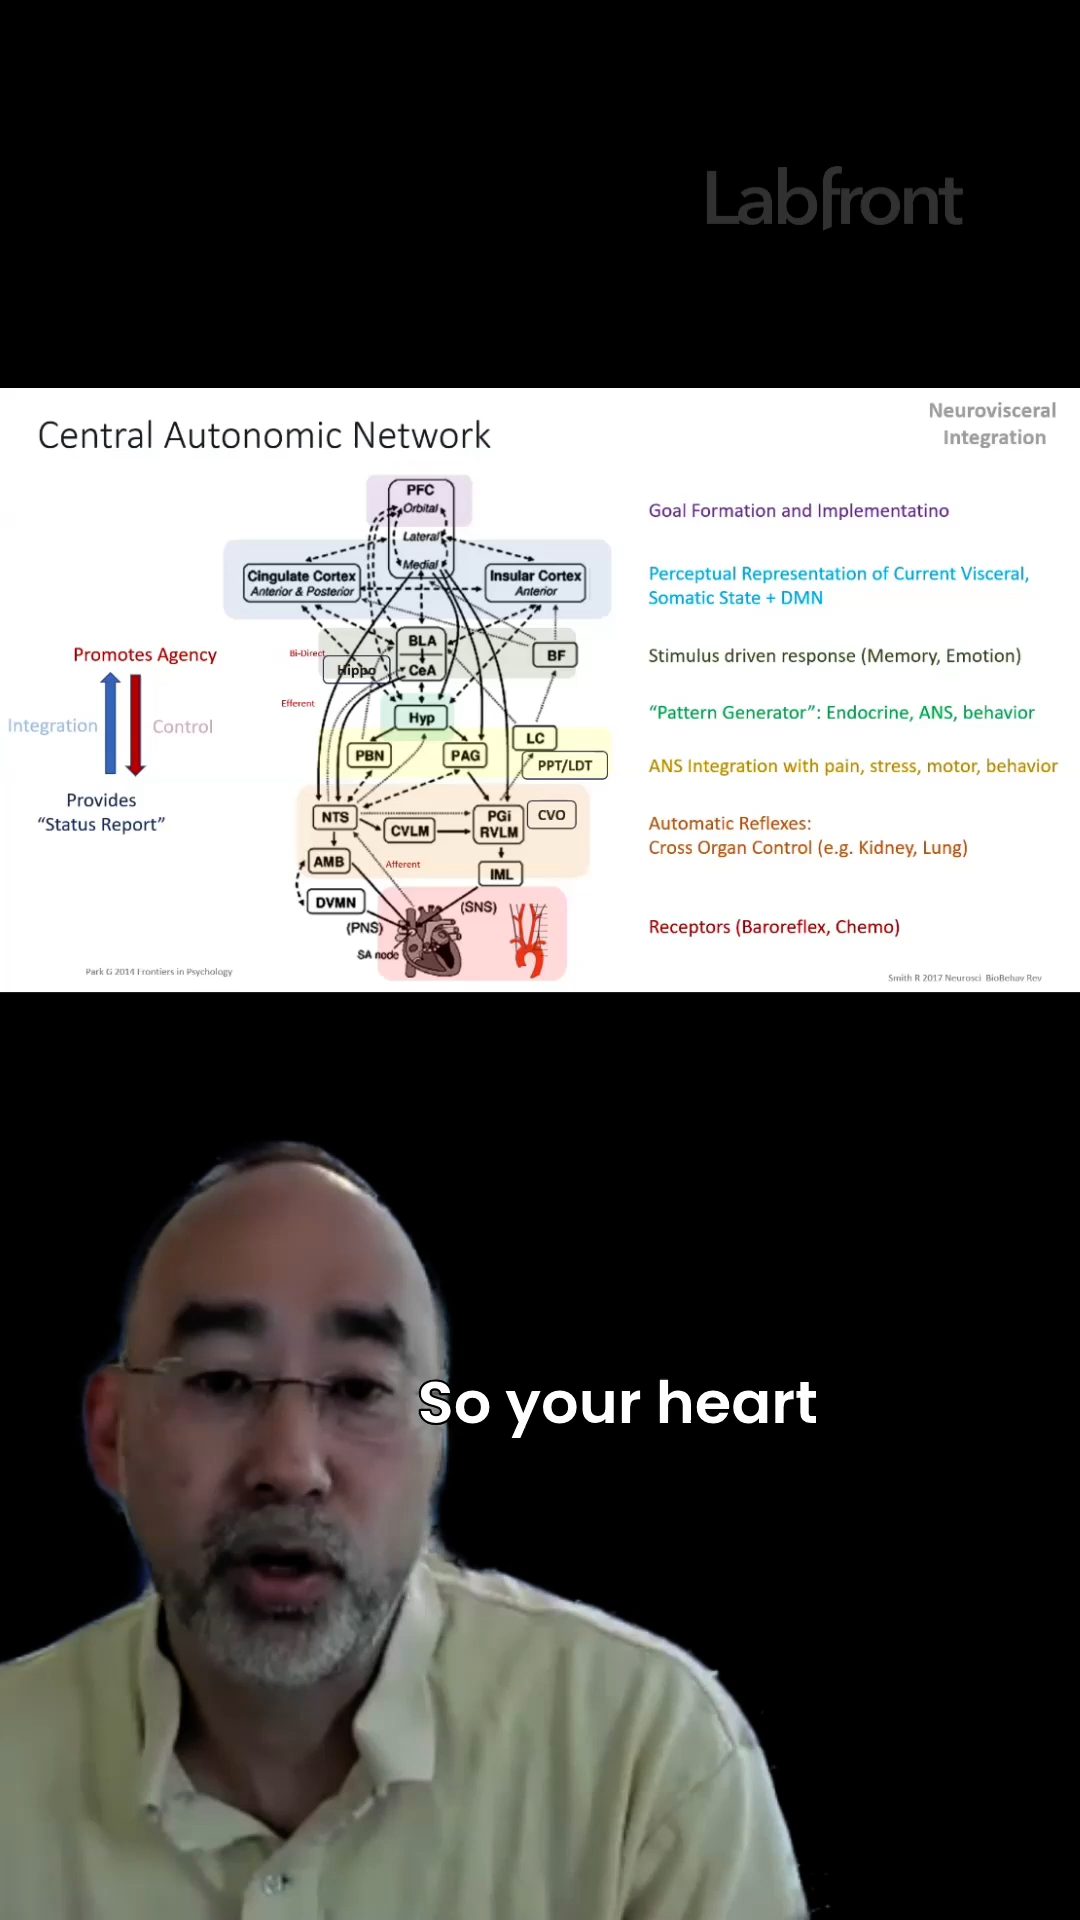 Labfront
Central Autonomic Network
Neurovisceral
Integration
PFC
Orbital
Lateral
Medial
Cingulate Cortex
Anterior & Posterior
Insular Cortex
Anterior
BLA
CeA
Bi-Direct
Hippo
BF
Efferent
Hyp
LC
PBN
PAG
PPT/LDT
NTS
CVLM
PGi
RVLM
CVO
AMB
Afferent
IML
DVMN
(SNS)
(PNS)
SA node
Promotes Agency
Integration
Control
Provides
“Status Report”
Goal Formation and Implementatino
Perceptual Representation of Current Visceral,
Somatic State + DMN
Stimulus driven response (Memory, Emotion)
“Pattern Generator”: Endocrine, ANS, behavior
ANS Integration with pain, stress, motor, behavior
Automatic Reflexes:
Cross Organ Control (e.g. Kidney, Lung)
Receptors (Baroreflex, Chemo)
Park G 2014 Frontiers in Psychology
Smith R 2017 Neurosci BioBehav Rev
So your heart